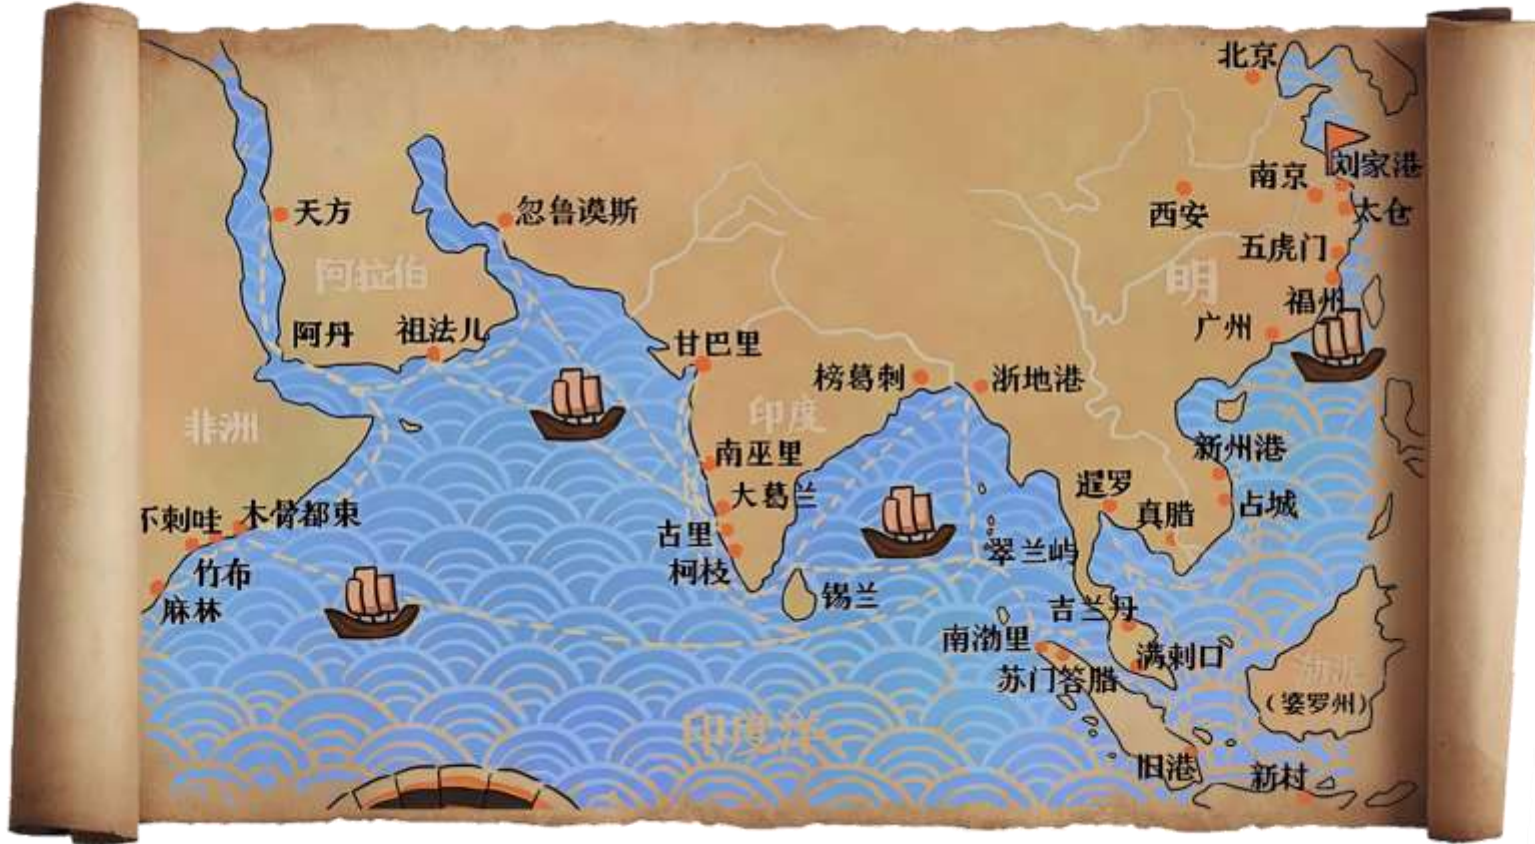 北京
刘家港
南京
太仓
西安
天方
忽鲁谟斯
五虎门
阿拉伯
明
福州
广州
阿丹
祖法儿
甘巴里
榜葛刺
浙地港
非洲
印度
新州港
南巫里
大葛兰
暹罗
占城
真腊
不刺哇
木骨都束
古里
翠兰屿
柯枝
竹布
锡兰
麻林
吉兰丹
南渤里
满刺口
苏门答腊
(婆罗州)
印度洋
旧港
新村